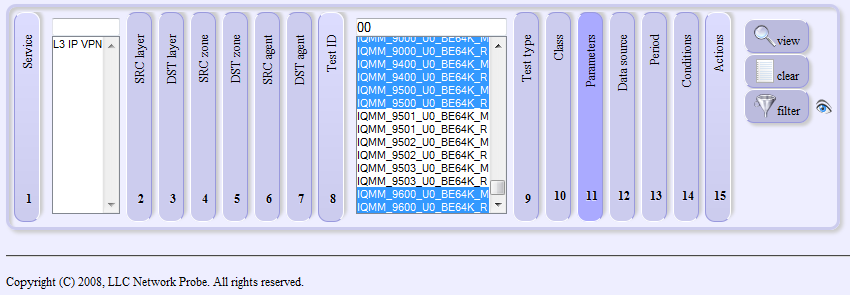 Service
1
L3 IP VPN
SRC layer
2
DST layer
3
SRC zone
4
DST zone
5
SRC agent
6
DST agent
7
Test ID
8
00
IQMM_9000_U0_BE64K_M
IQMM_9000_U0_BE64K_R
IQMM_9400_U0_BE64K_M
IQMM_9400_U0_BE64K_R
IQMM_9500_U0_BE64K_M
IQMM_9500_U0_BE64K_R
IQMM_9501_U0_BE64K_M
IQMM_9501_U0_BE64K_R
IQMM_9502_U0_BE64K_M
IQMM_9502_U0_BE64K_R
IQMM_9503_U0_BE64K_M
IQMM_9503_U0_BE64K_R
IQMM_9600_U0_BE64K_M
IQMM_9600_U0_BE64K_R
Test type
9
Class
10
Parameters
11
Data source
12
Period
13
Conditions
14
Actions
15
view
clear
filter
Copyright (C) 2008, LLC Network Probe. All rights reserved.